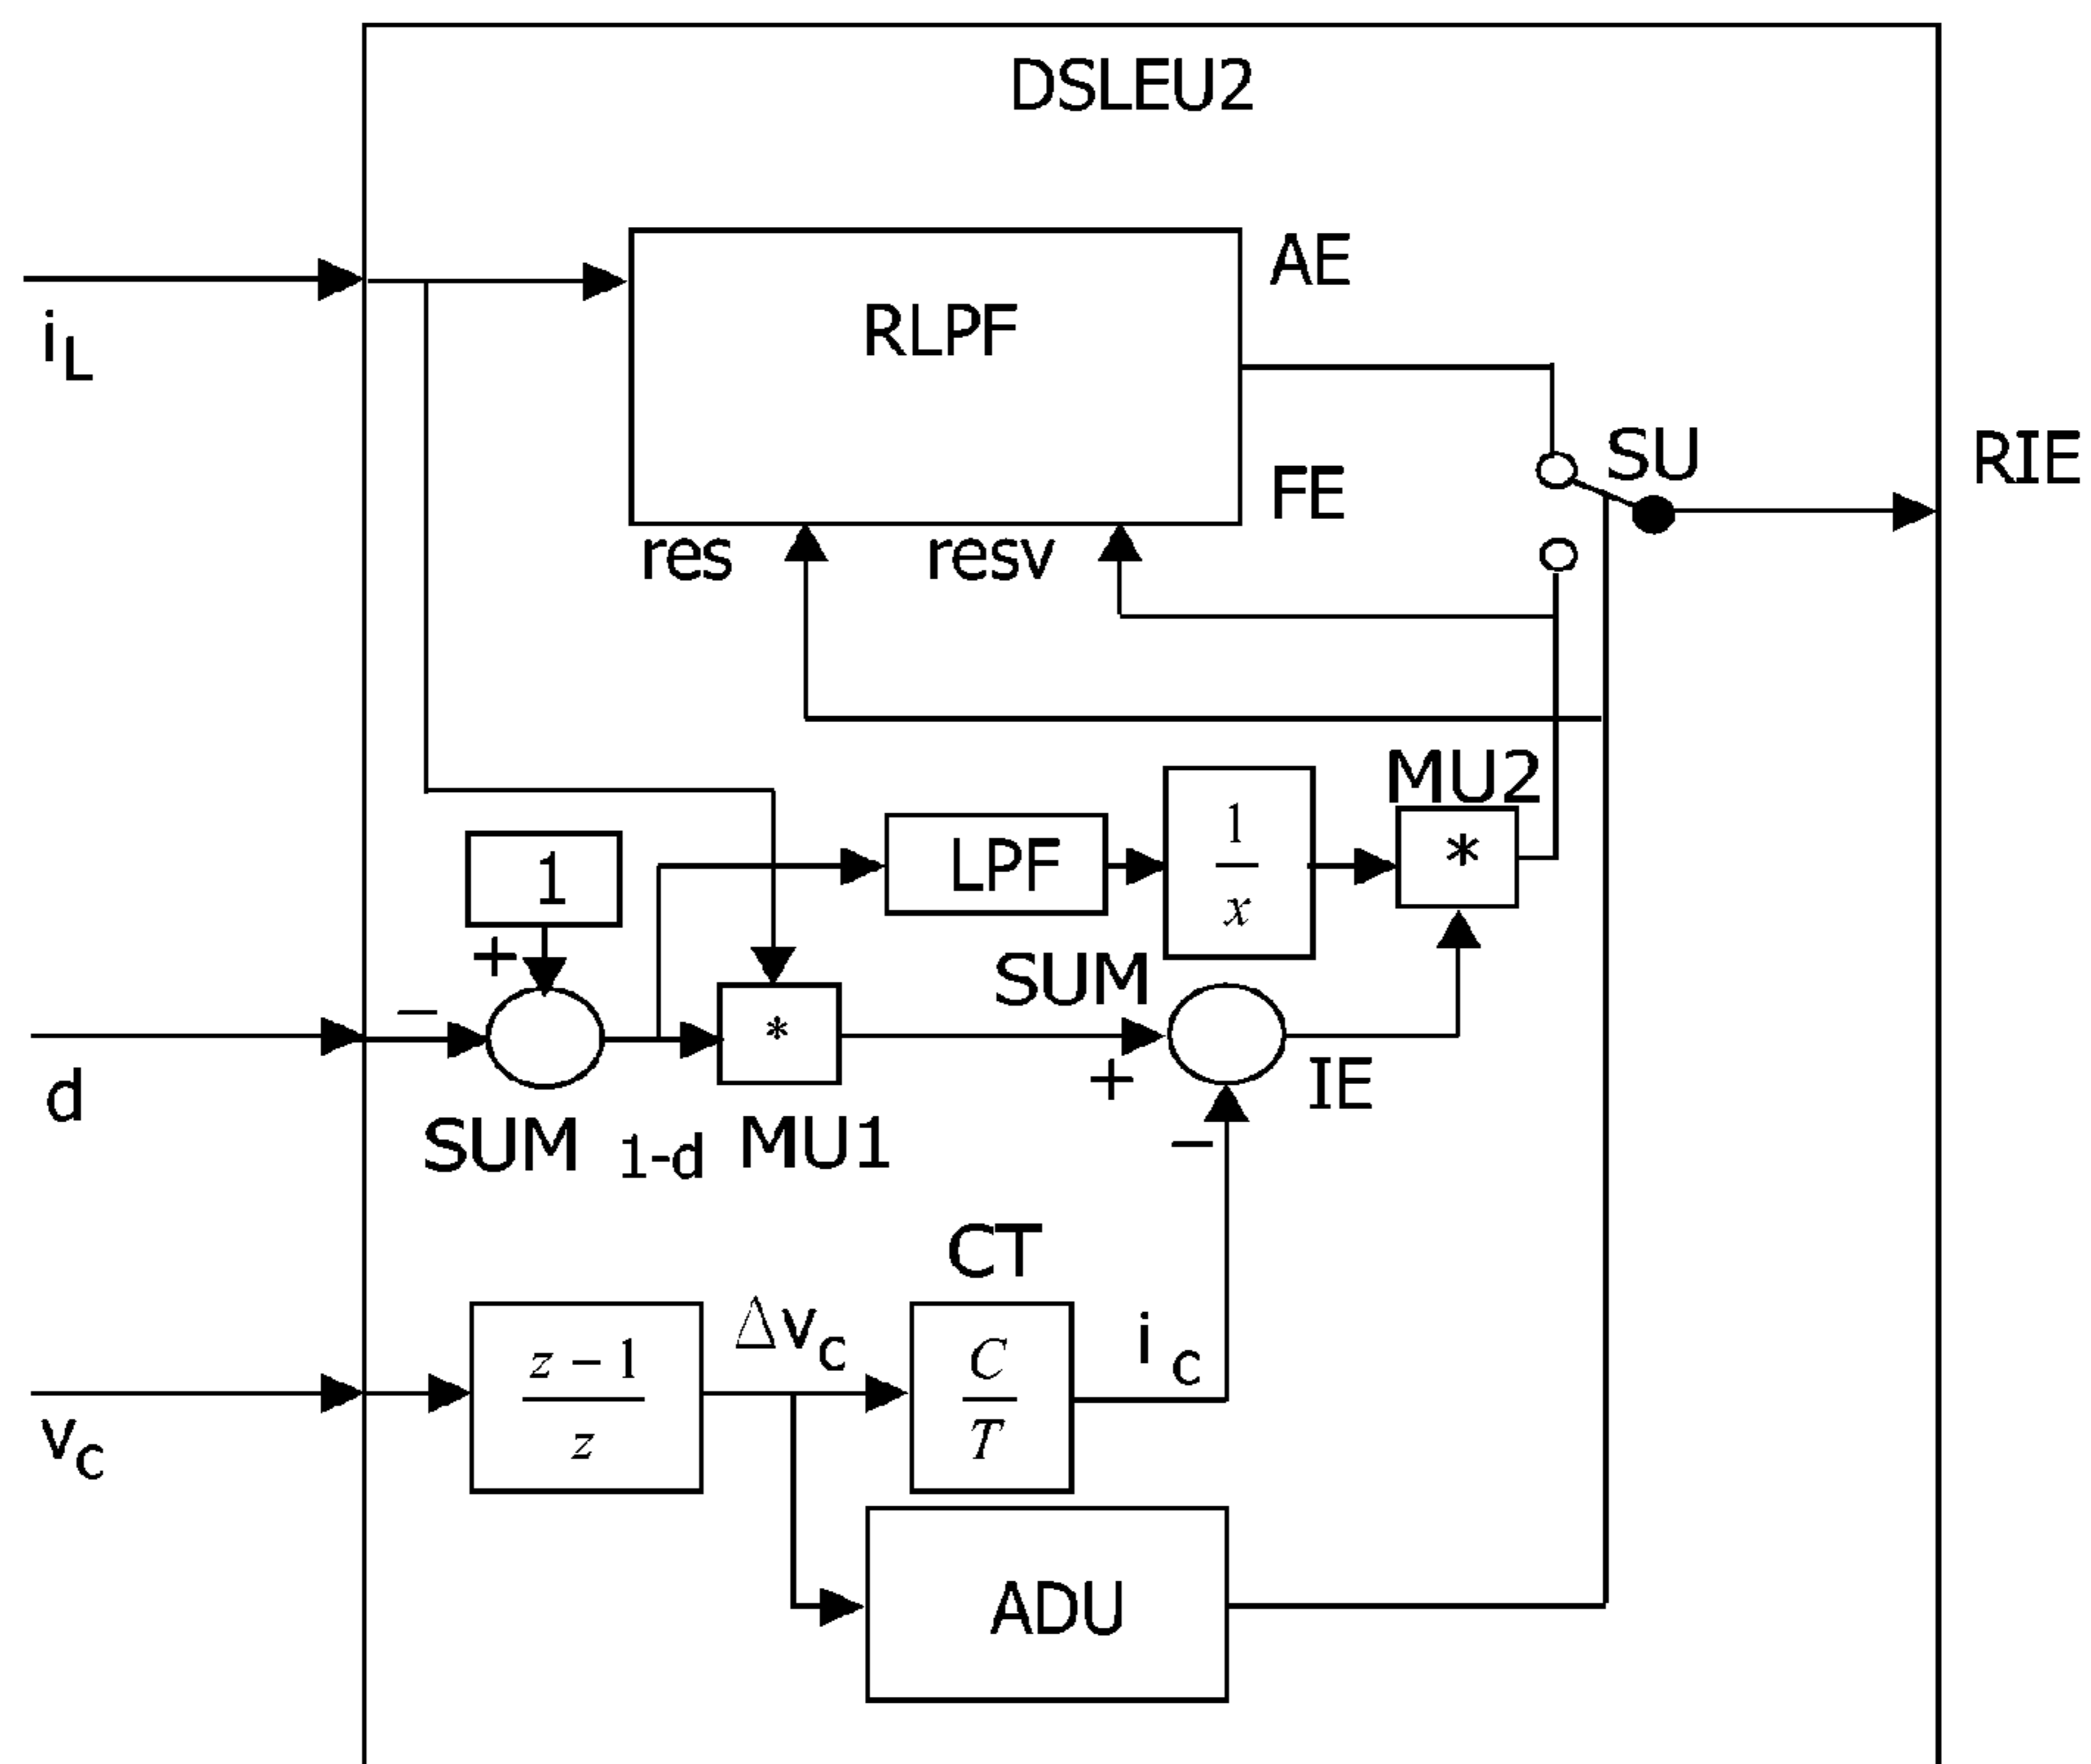 DSLEU2
AE
RLPF
i_L
SU
RIE
FE
res
resv
MU2
1
LPF
1
x
*
+
−
SUM
*
+
IE
d
SUM
1-d
MU1
−
CT
Δv_c
i_c
z − 1
z
C
T
v_c
ADU